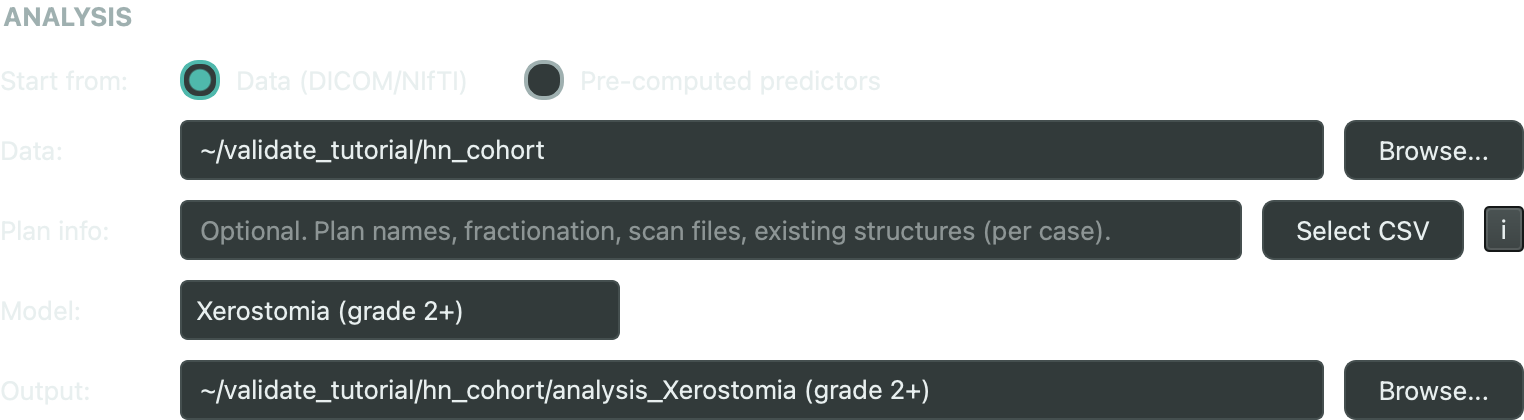 ANALYSIS
Start from: Data (DICOM/NIfTI) Pre-computed predictors
Data: ~/validate_tutorial/hn_cohort Browse...
Plan info: Optional. Plan names, fractionation, scan files, existing structures (per case). Select CSV i
Model: Xerostomia (grade 2+)
Output: ~/validate_tutorial/hn_cohort/analysis_Xerostomia (grade 2+) Browse...